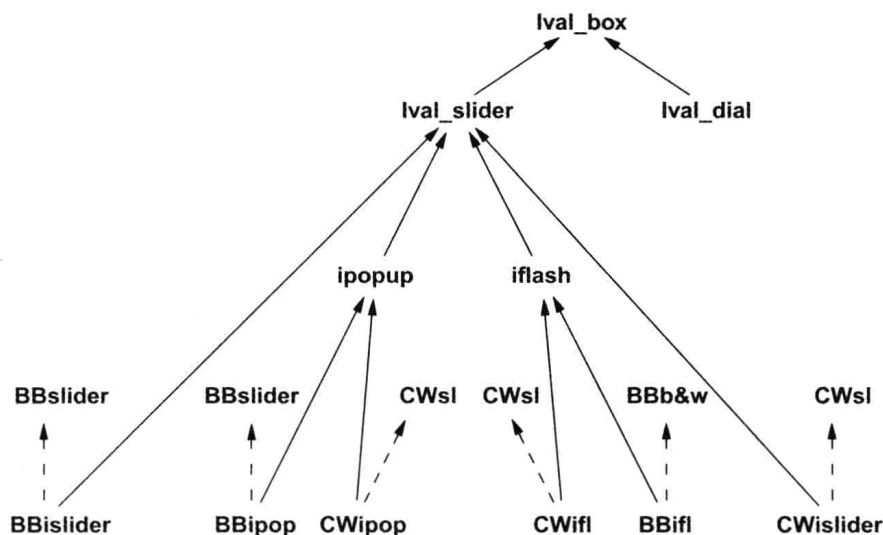 Ival_box
Ival_slider Ival_dial
ipopup iflash
BBslider BBslider CWsl CWsl BBb&w CWsl
BBislider BBipop CWipop CWifl BBifl CWislider